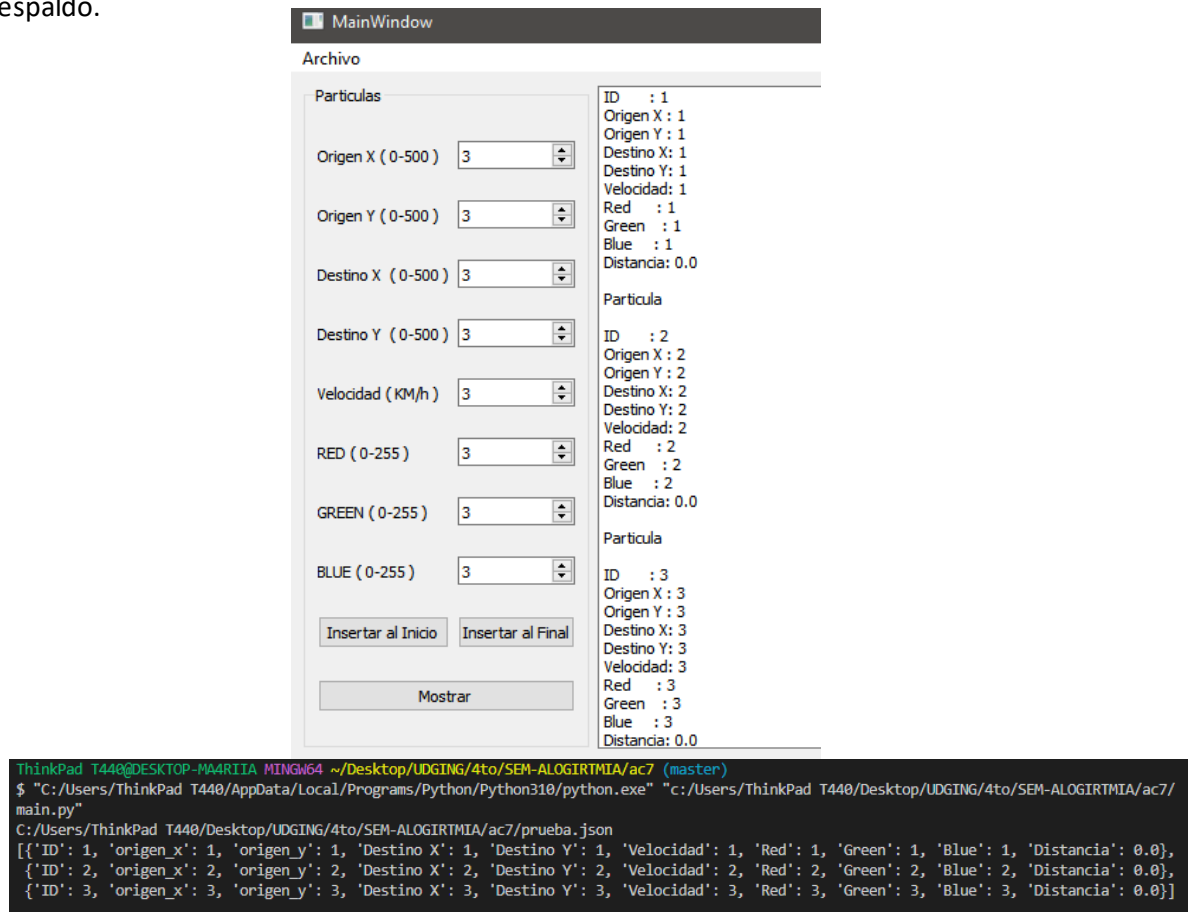 espaldo.
MainWindow
Archivo
Particulas
Origen X ( 0-500 ) 3
Origen Y ( 0-500 ) 3
Destino X ( 0-500 ) 3
Destino Y ( 0-500 ) 3
Velocidad ( KM/h ) 3
RED ( 0-255 ) 3
GREEN ( 0-255 ) 3
BLUE ( 0-255 ) 3
Insertar al Inicio Insertar al Final
Mostrar
ID : 1
Origen X : 1
Origen Y : 1
Destino X: 1
Destino Y: 1
Velocidad: 1
Red : 1
Green : 1
Blue : 1
Distancia: 0.0
Particula
ID : 2
Origen X : 2
Origen Y : 2
Destino X: 2
Destino Y: 2
Velocidad: 2
Red : 2
Green : 2
Blue : 2
Distancia: 0.0
Particula
ID : 3
Origen X : 3
Origen Y : 3
Destino X: 3
Destino Y: 3
Velocidad: 3
Red : 3
Green : 3
Blue : 3
Distancia: 0.0
ThinkPad T440@DESKTOP-MA4RIIA MINGW64 ~/Desktop/UDGING/4to/SEM-ALOGIRTMIA/ac7 (master)
$ "C:/Users/ThinkPad T440/AppData/Local/Programs/Python/Python310/python.exe" "c:/Users/ThinkPad T440/Desktop/UDGING/4to/SEM-ALOGIRTMIA/ac7/
main.py"
C:/Users/ThinkPad T440/Desktop/UDGING/4to/SEM-ALOGIRTMIA/ac7/prueba.json
[{'ID': 1, 'origen_x': 1, 'origen_y': 1, 'Destino X': 1, 'Destino Y': 1, 'Velocidad': 1, 'Red': 1, 'Green': 1, 'Blue': 1, 'Distancia': 0.0},
{'ID': 2, 'origen_x': 2, 'origen_y': 2, 'Destino X': 2, 'Destino Y': 2, 'Velocidad': 2, 'Red': 2, 'Green': 2, 'Blue': 2, 'Distancia': 0.0},
{'ID': 3, 'origen_x': 3, 'origen_y': 3, 'Destino X': 3, 'Destino Y': 3, 'Velocidad': 3, 'Red': 3, 'Green': 3, 'Blue': 3, 'Distancia': 0.0}]